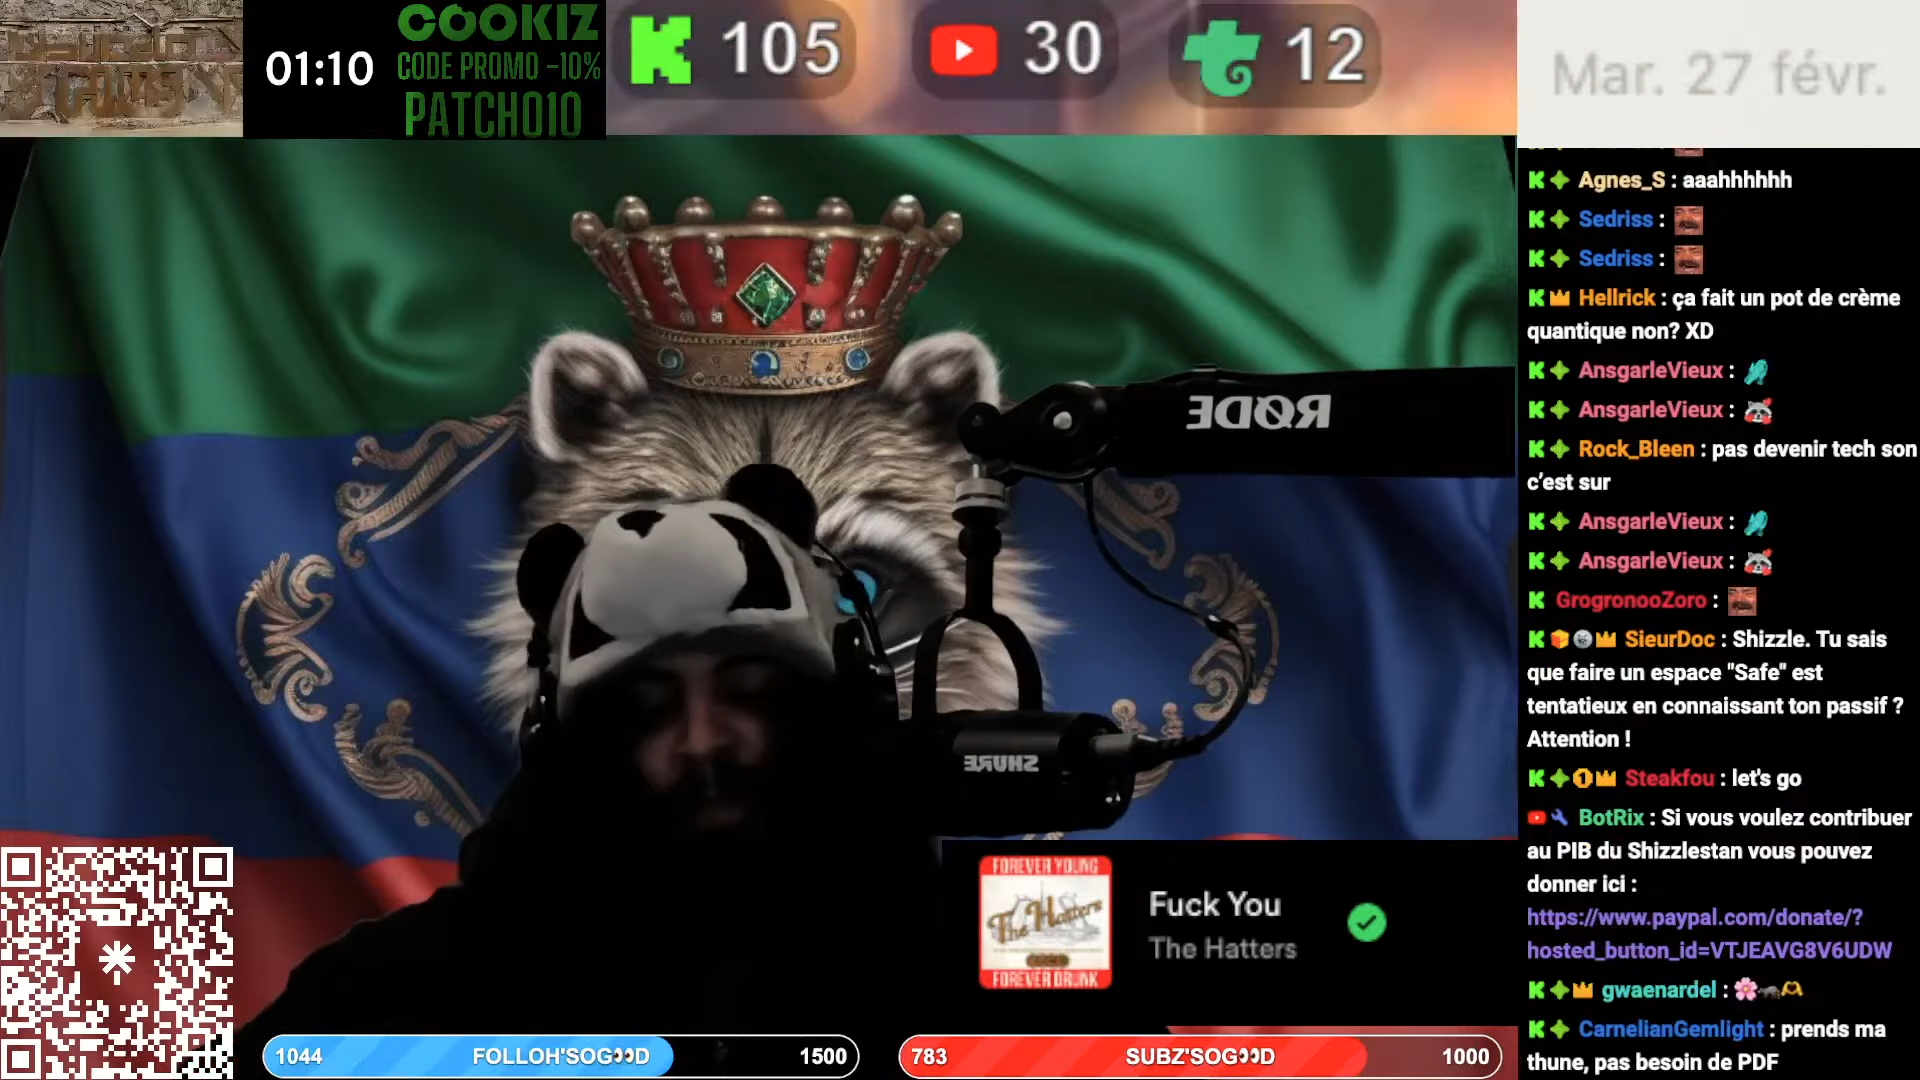 01:10
COOKIZ
CODE PROMO -10%
PATCHO10
105
30
12
Mar. 27 févr.
RØDE
SHURE
FOREVER YOUNG
The Hatters
FOREVER DRUNK
Fuck You
The Hatters
1044
FOLLOH'SOG👀D
1500
783
SUBZ'SOG👀D
1000
Agnes_S : aaahhhhhh
Sedriss :
Sedriss :
Hellrick : ça fait un pot de crème
quantique non? XD
AnsgarleVieux :
AnsgarleVieux :
Rock_Bleen : pas devenir tech son
c’est sur
AnsgarleVieux :
AnsgarleVieux :
GrogronooZoro :
SieurDoc : Shizzle. Tu sais
que faire un espace "Safe" est
tentatieux en connaissant ton passif ?
Attention !
Steakfou : let's go
BotRix : Si vous voulez contribuer
au PIB du Shizzlestan vous pouvez
donner ici :
https://www.paypal.com/donate/?
hosted_button_id=VTJEAVG8V6UDW
gwaenardel :
CarnelianGemlight : prends ma
thune, pas besoin de PDF